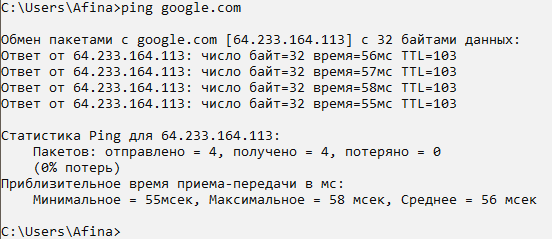 C:\Users\Afina>ping google.com
Обмен пакетами с google.com [64.233.164.113] с 32 байтами данных:
Ответ от 64.233.164.113: число байт=32 время=56мс TTL=103
Ответ от 64.233.164.113: число байт=32 время=57мс TTL=103
Ответ от 64.233.164.113: число байт=32 время=58мс TTL=103
Ответ от 64.233.164.113: число байт=32 время=55мс TTL=103
Статистика Ping для 64.233.164.113:
Пакетов: отправлено = 4, получено = 4, потеряно = 0
(0% потерь)
Приблизительное время приема-передачи в мс:
Минимальное = 55мсек, Максимальное = 58 мсек, Среднее = 56 мсек
C:\Users\Afina>